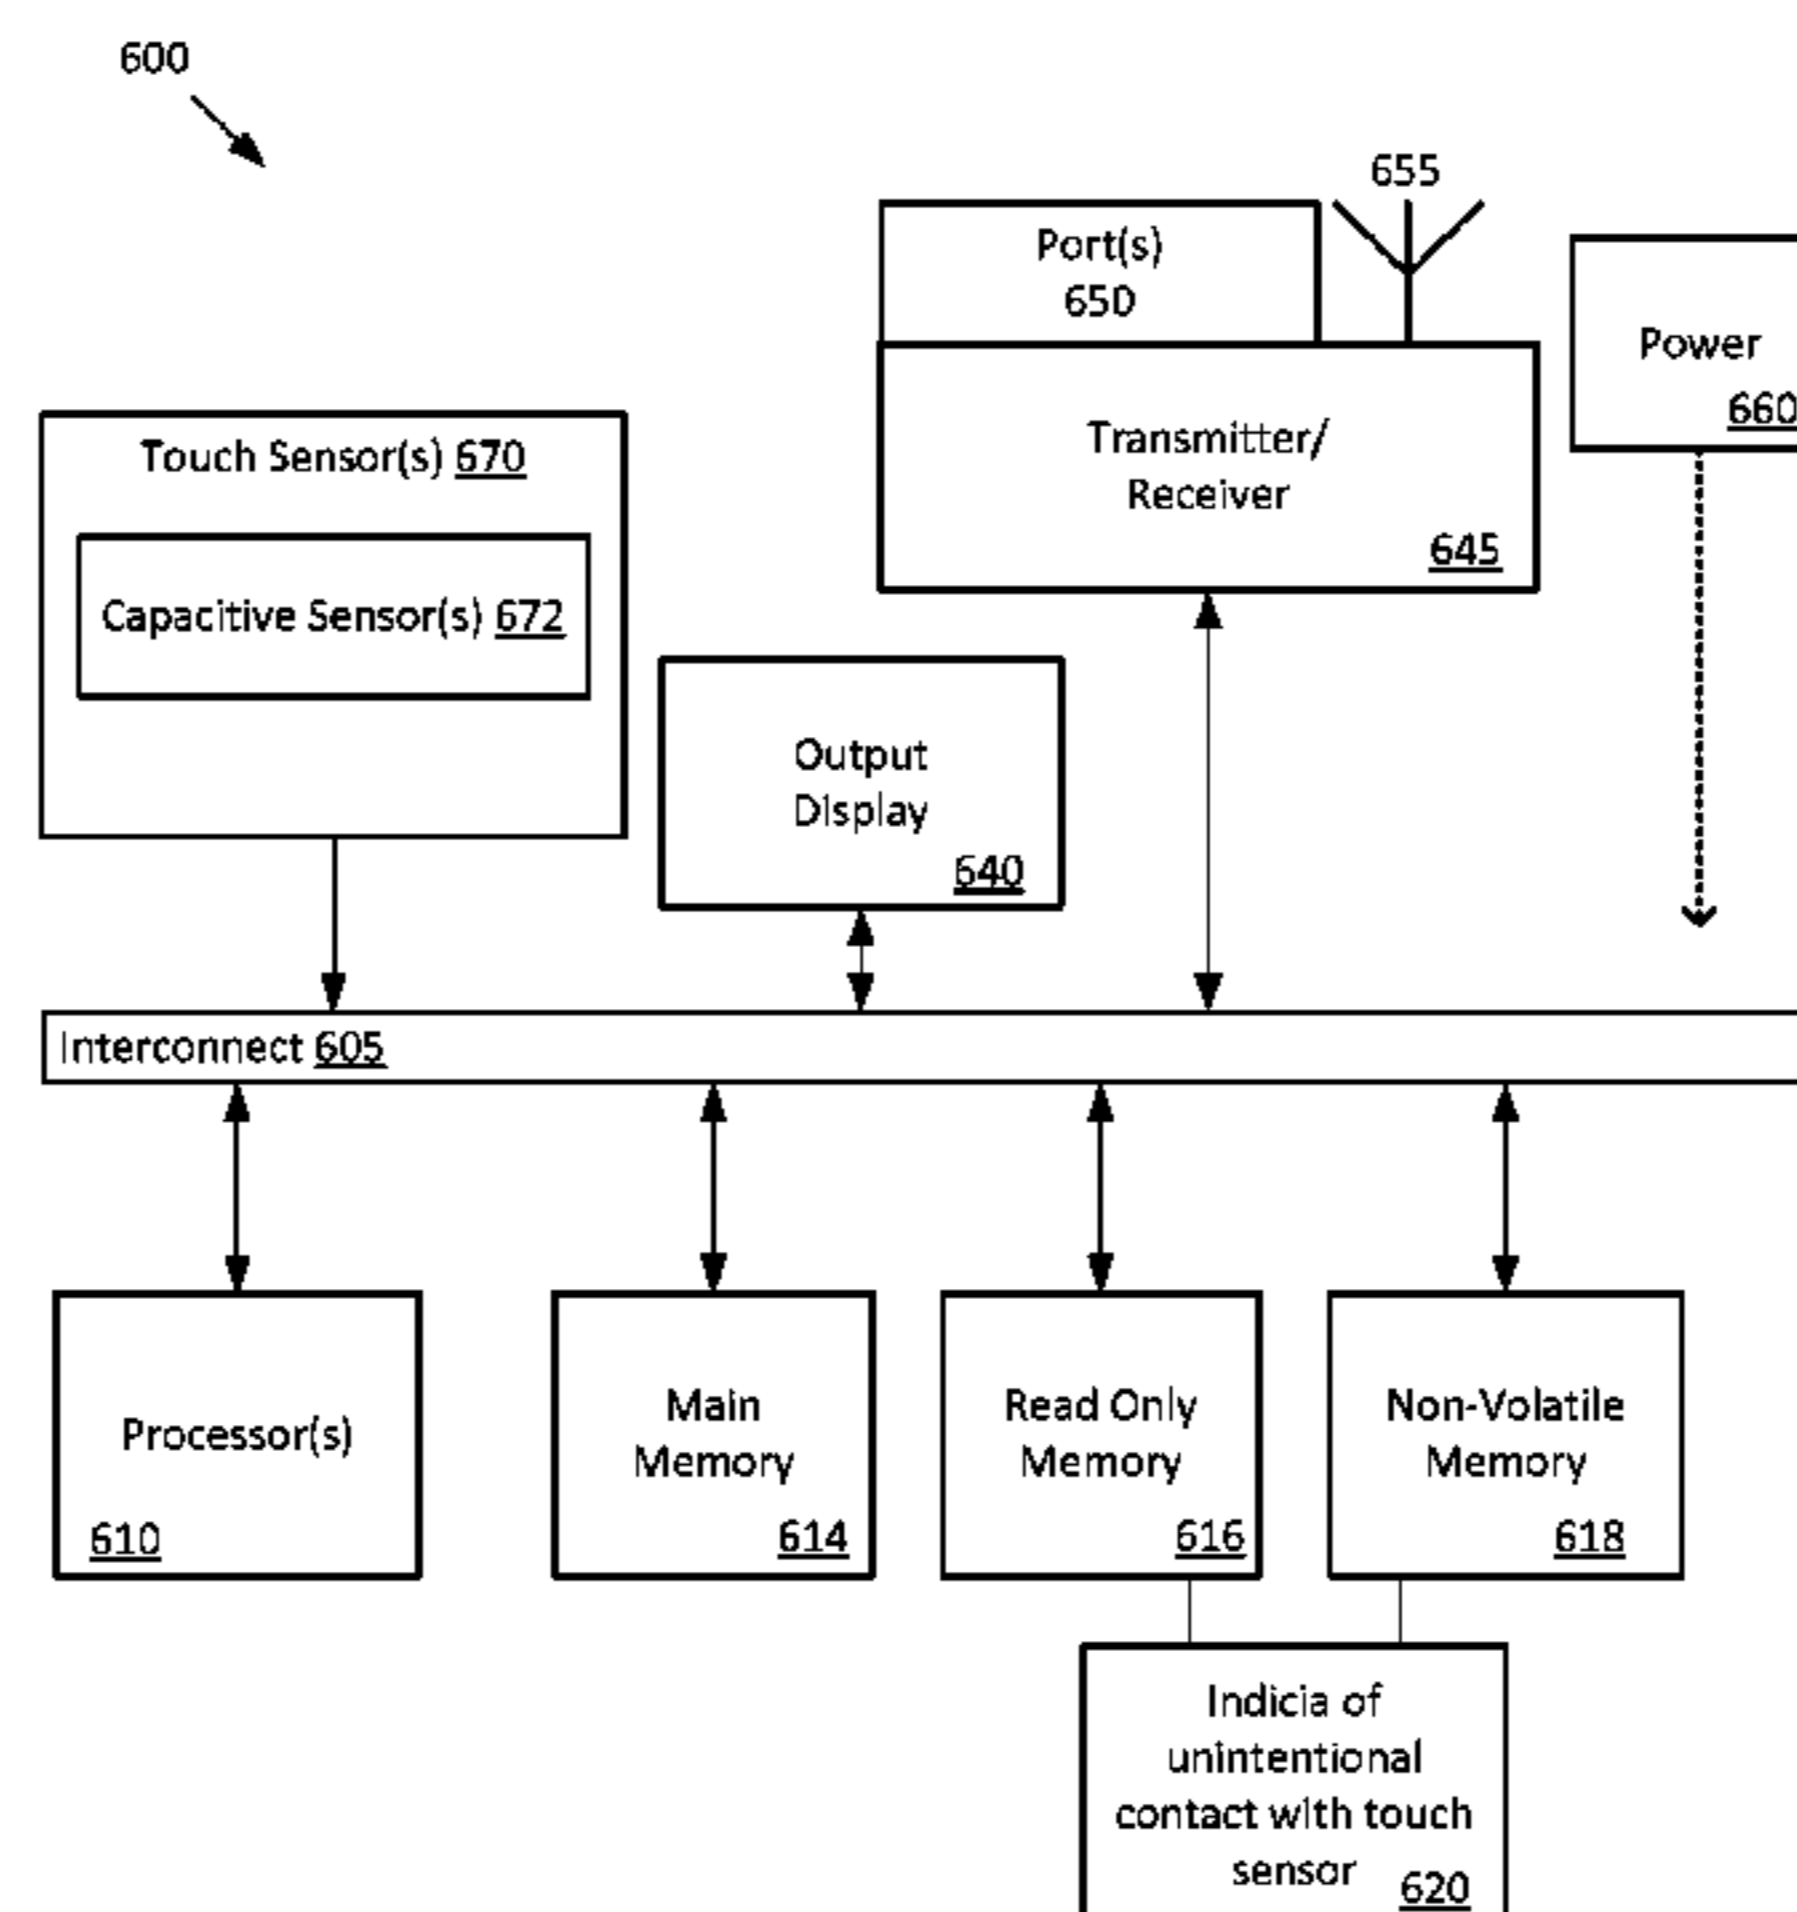 600
655
Port(s)
650
Power
660
Transmitter/
Receiver
645
Touch Sensor(s) 670
Capacitive Sensor(s) 672
Output
Display
640
Interconnect 605
Processor(s)
610
Main
Memory
614
Read Only
Memory
616
Non-Volatile
Memory
618
Indicia of
unintentional
contact with touch
sensor
620